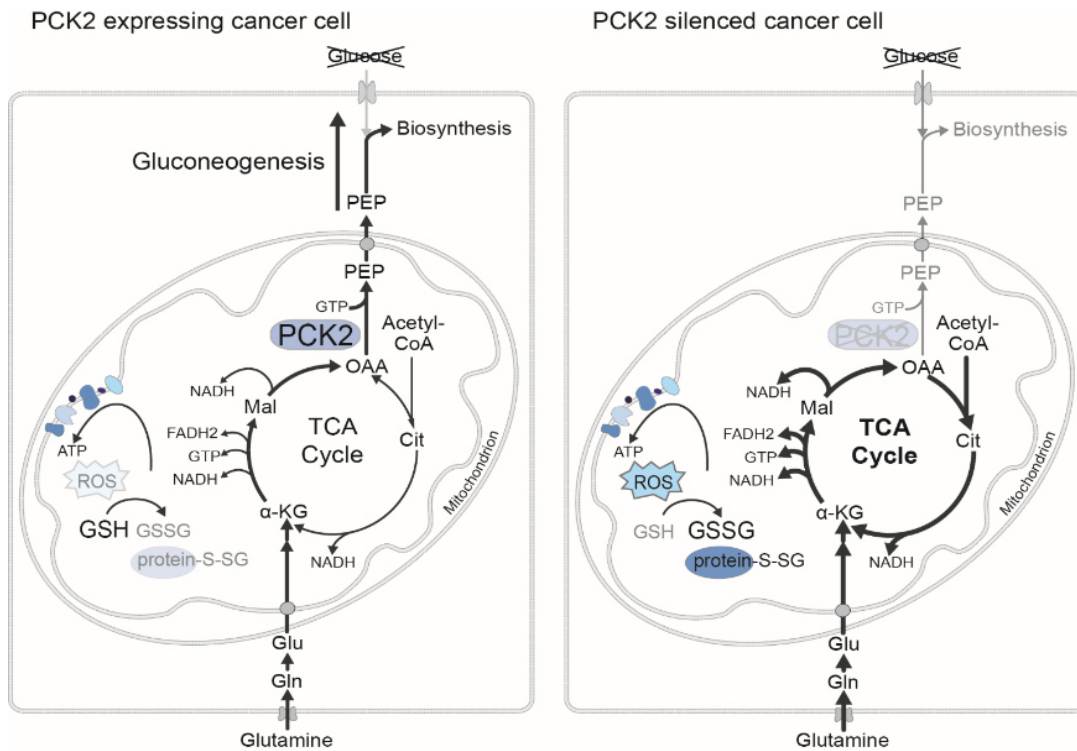 PCK2 expressing cancer cell
Glucose
Biosynthesis
Gluconeogenesis
PEP
PEP
GTP
PCK2
Acetyl-
CoA
OAA
NADH
Mal
TCA
Cycle
Cit
FADH2
GTP
NADH
ATP
ROS
α-KG
GSH
GSSG
NADH
protein-S-SG
Mitochondrion
Glu
Gln
Glutamine
PCK2 silenced cancer cell
Glucose
Biosynthesis
PEP
PEP
GTP
PCK2
Acetyl-
CoA
OAA
NADH
Mal
TCA
Cycle
Cit
FADH2
GTP
NADH
ATP
ROS
α-KG
GSH
GSSG
NADH
protein-S-SG
Mitochondrion
Glu
Gln
Glutamine